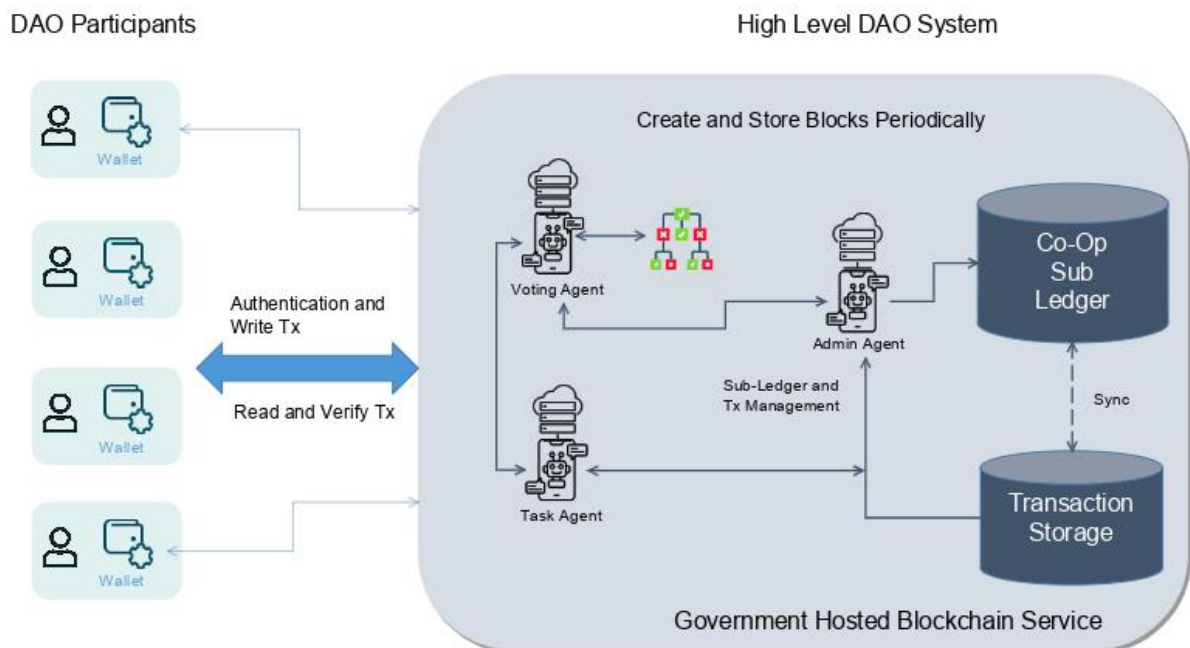 DAO Participants
High Level DAO System
Wallet
Wallet
Wallet
Wallet
Authentication and
Write Tx
Read and Verify Tx
Create and Store Blocks Periodically
Voting Agent
Admin Agent
Co-Op
Sub
Ledger
Sub-Ledger and
Tx Management
Sync
Task Agent
Transaction
Storage
Government Hosted Blockchain Service